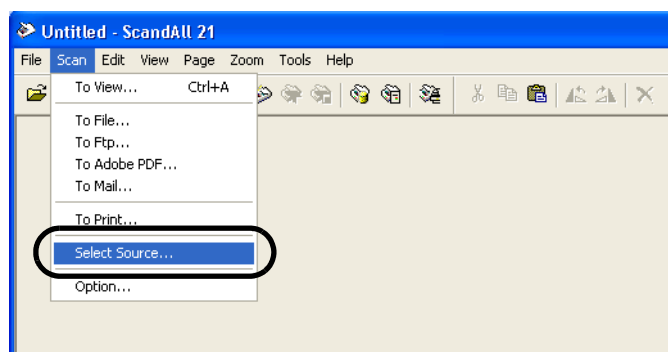 Untitled - ScandAll 21
File Scan Edit View Page Zoom Tools Help
To View... Ctrl+A
To File...
To Ftp...
To Adobe PDF...
To Mail...
To Print...
Select Source...
Option...